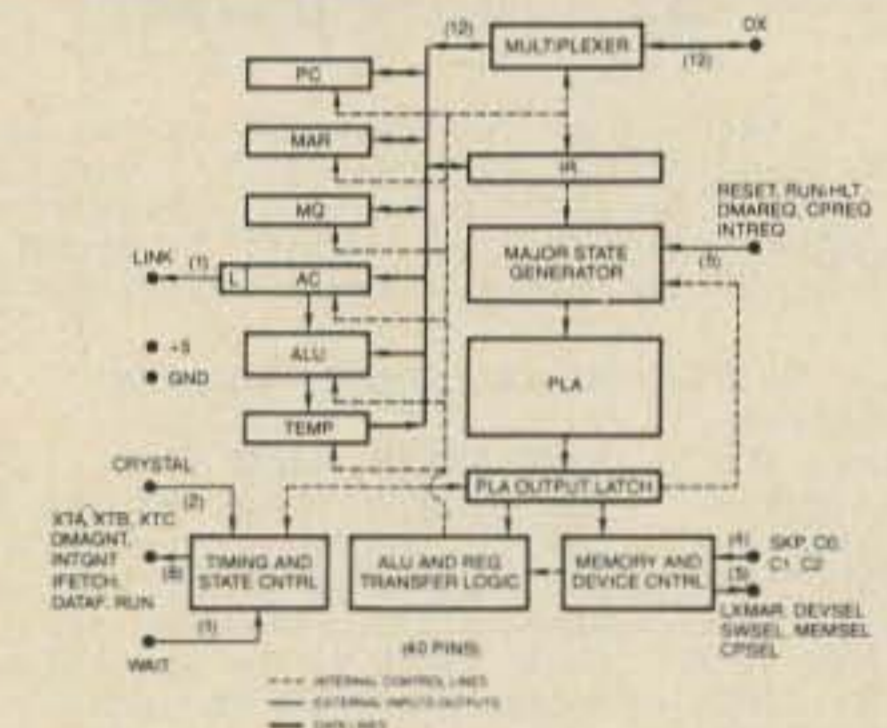 DX
(12)
MULTIPLEXER
(12)
PC
MAR
IR
RESET, RUN/HLT
DMAREQ, CPREQ
INTREQ
MQ
LINK
(1)
L
AC
MAJOR STATE
GENERATOR
(5)
+5
GND
ALU
PLA
TEMP
CRYSTAL
(2)
PLA OUTPUT LATCH
XTA, XTB, XTC
DMAGNT,
INTGNT
IFETCH,
DATAF, RUN
(8)
TIMING AND
STATE CNTRL
ALU AND REG
TRANSFER LOGIC
MEMORY AND
DEVICE CNTRL
(4)
SKP, C0,
C1, C2
(5)
LXMAR, DEVSEL
SWSEL, MEMSEL
CPSEL
(1)
WAIT
(40 PINS)
INTERNAL CONTROL LINES
EXTERNAL INPUTS/OUTPUTS
DATA LINES